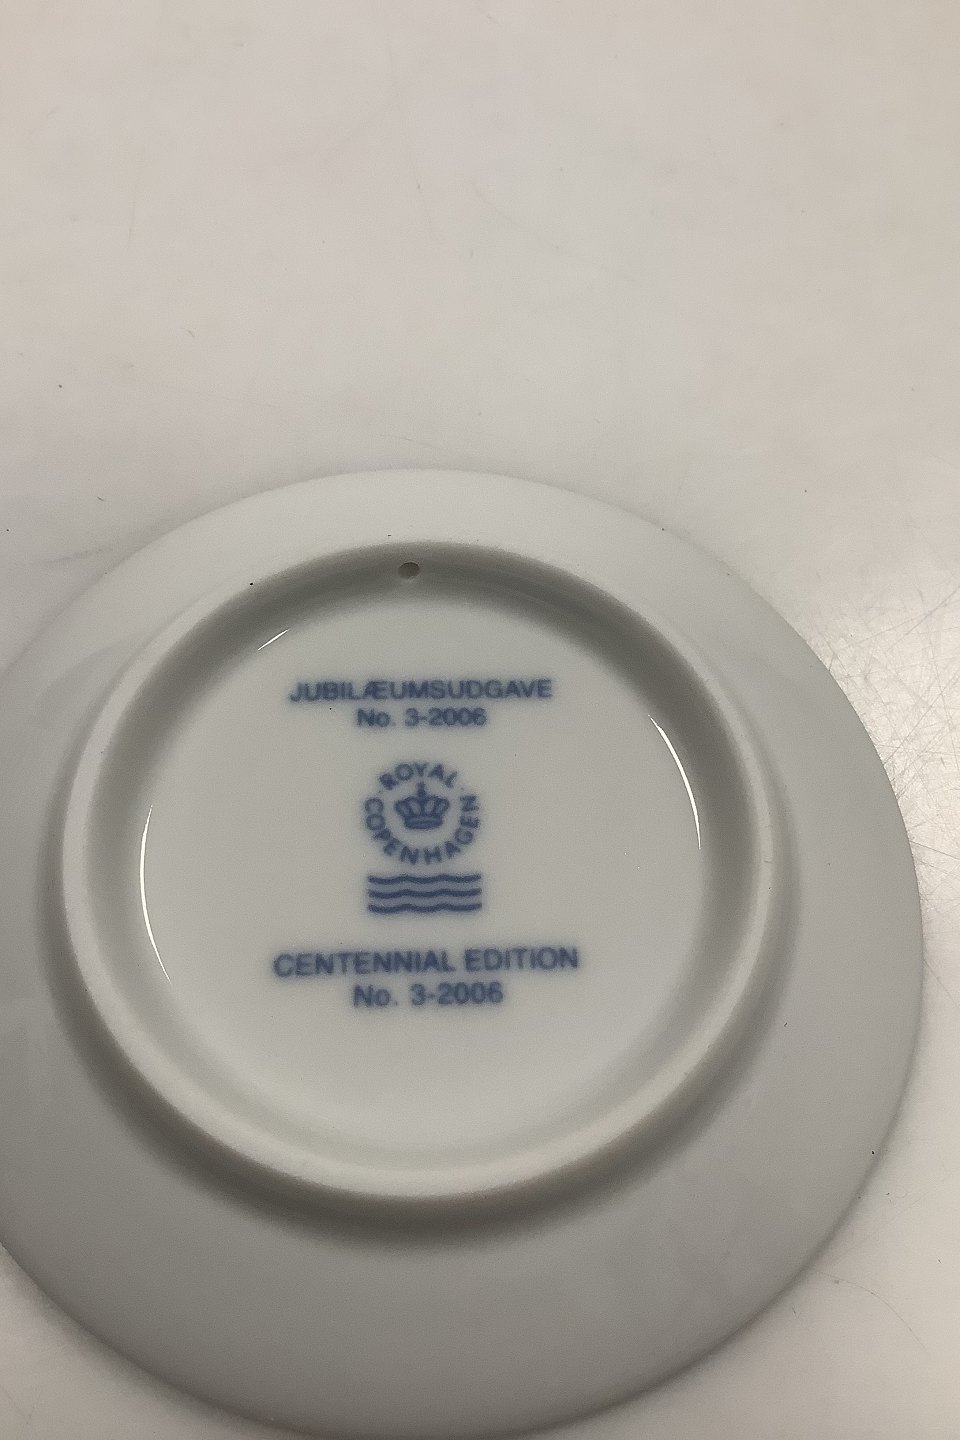 JUBILÆUMSUDGAVE
No. 3-2006
ROYAL
COPENHAGEN
CENTENNIAL EDITION
No. 3-2006